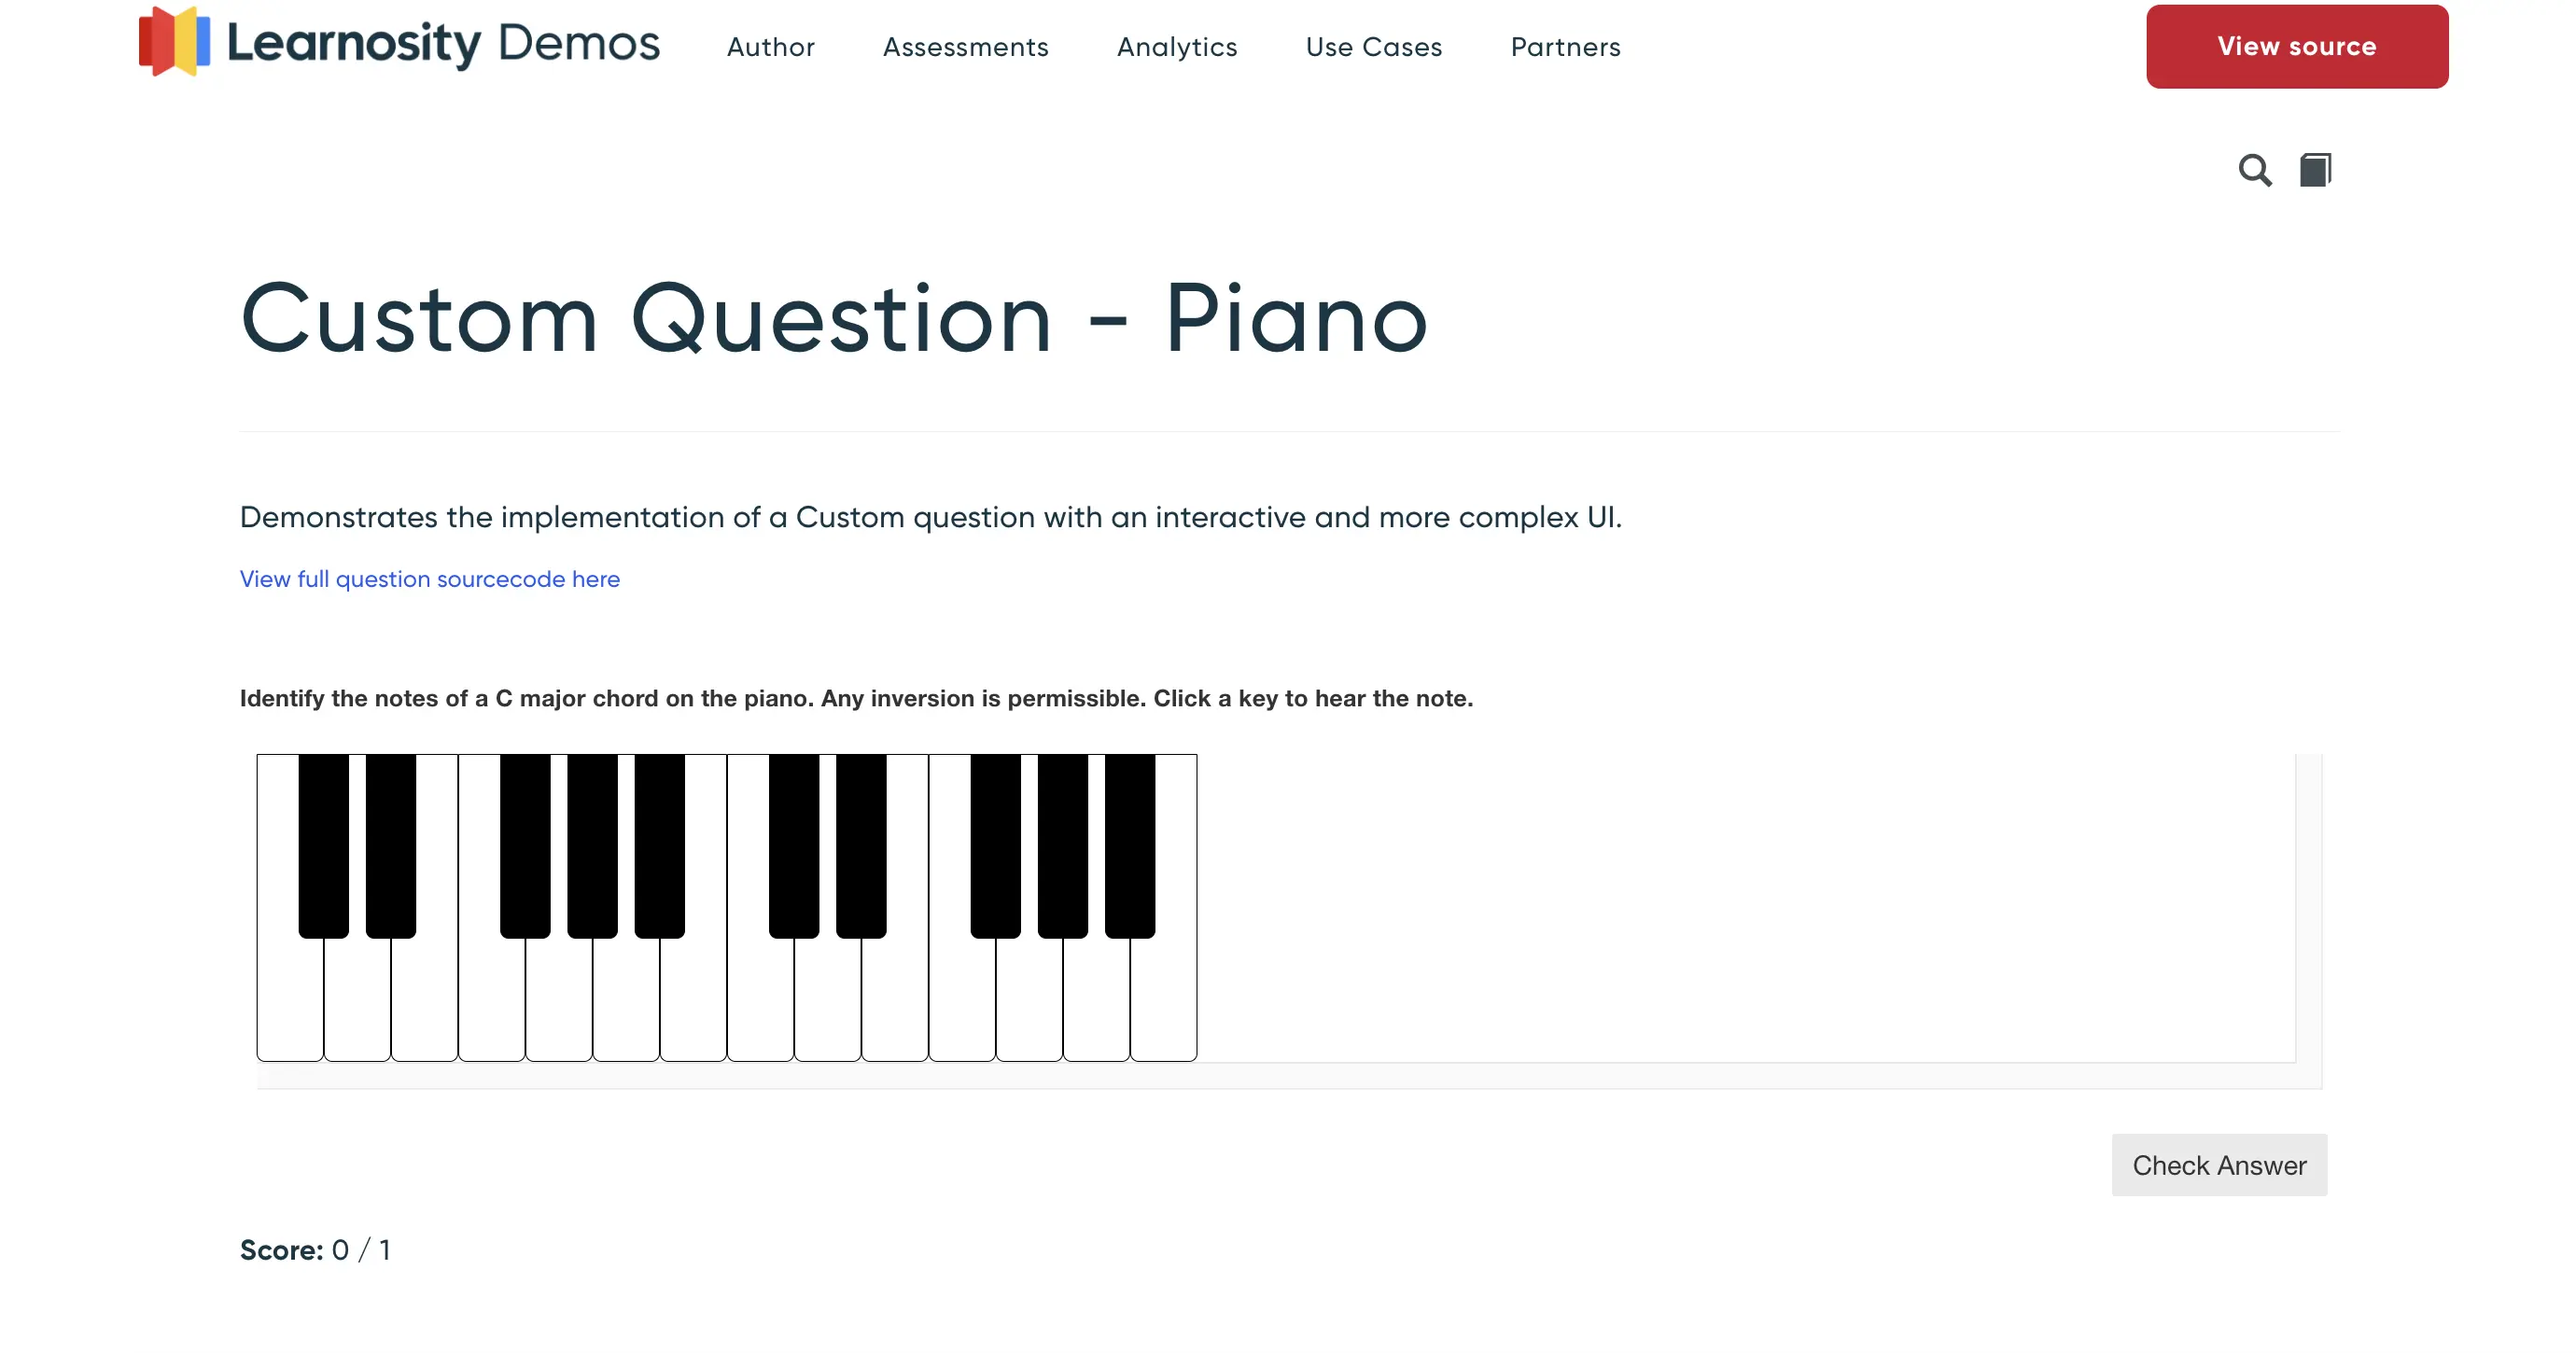 Learnosity Demos Author Assessments Analytics Use Cases Partners View source
Custom Question - Piano
Demonstrates the implementation of a Custom question with an interactive and more complex UI.
View full question sourcecode here
Identify the notes of a C major chord on the piano. Any inversion is permissible. Click a key to hear the note.
Check Answer
Score: 0 / 1